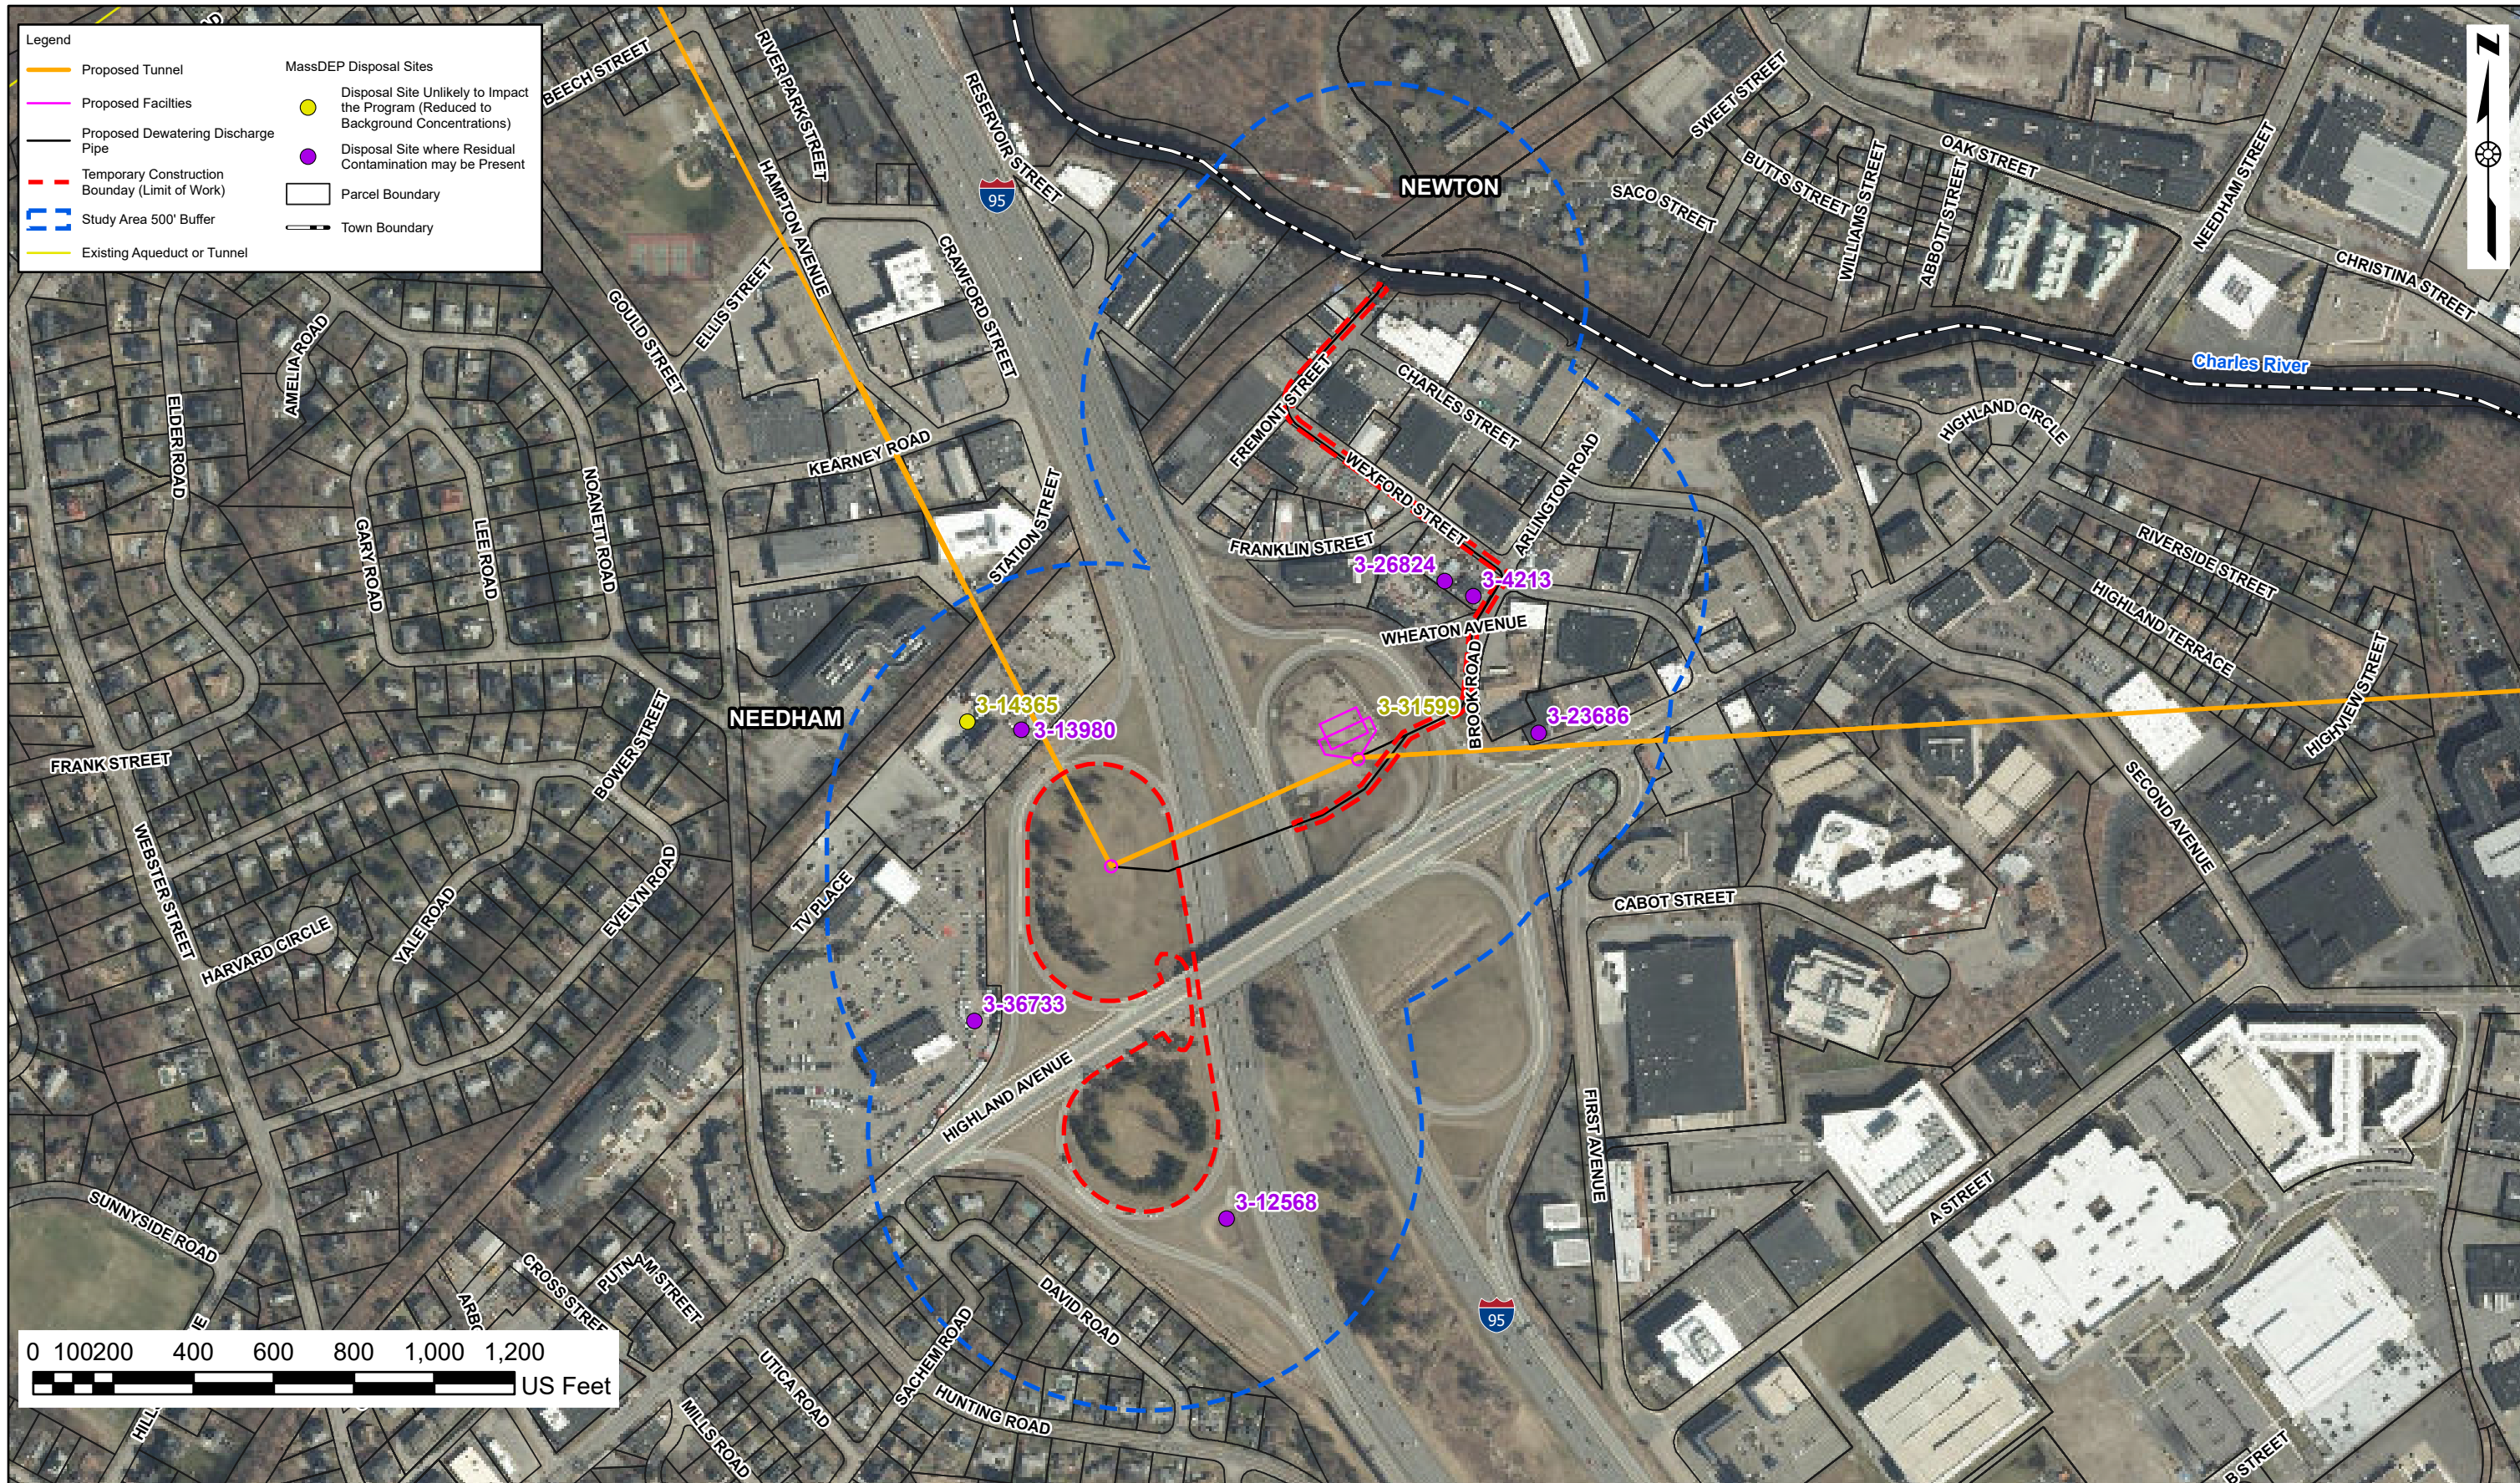 Legend
Proposed Tunnel
Proposed Facilties
Proposed Dewatering Discharge
Pipe
Temporary Construction
Bounday (Limit of Work)
Study Area 500' Buffer
Existing Aqueduct or Tunnel
MassDEP Disposal Sites
Disposal Site Unlikely to Impact
the Program (Reduced to
Background Concentrations)
Disposal Site where Residual
Contamination may be Present
Parcel Boundary
Town Boundary
N
BEECH STREET
RIVER PARK STREET
RESERVOIR STREET
95
HAMPTON AVENUE
CRAWFORD STREET
GOULD STREET
ELLIS STREET
AMELIA ROAD
ELDER ROAD
GARY ROAD
LEE ROAD
NOANETT ROAD
KEARNEY ROAD
STATION STREET
NEWTON
SWEET STREET
SACO STREET
BUTTS STREET
WILLIAMS STREET
ABBOTT STREET
OAK STREET
NEEDHAM STREET
CHRISTINA STREET
Charles River
HIGHLAND CIRCLE
FREMONT STREET
CHARLES STREET
WEXFORD STREET
ARLINGTON ROAD
FRANKLIN STREET
3-26824
3-4213
WHEATON AVENUE
BROOK ROAD
RIVERSIDE STREET
HIGHLAND TERRACE
HIGHVIEW STREET
SECOND AVENUE
NEEDHAM
3-14365
3-13980
3-31599
3-23686
FRANK STREET
BOWER STREET
WEBSTER STREET
HARVARD CIRCLE
YALE ROAD
EVELYN ROAD
TV PLACE
CABOT STREET
3-36733
HIGHLAND AVENUE
FIRST AVENUE
A STREET
3-12568
95
SUNNYSIDE ROAD
CROSS STREE
PUTNAM STREET
DAVID ROAD
SACHEM ROAD
UTICA ROAD
HUNTING ROAD
MILLS ROAD
B STREET
0 100 200 400 600 800 1,000 1,200
US Feet